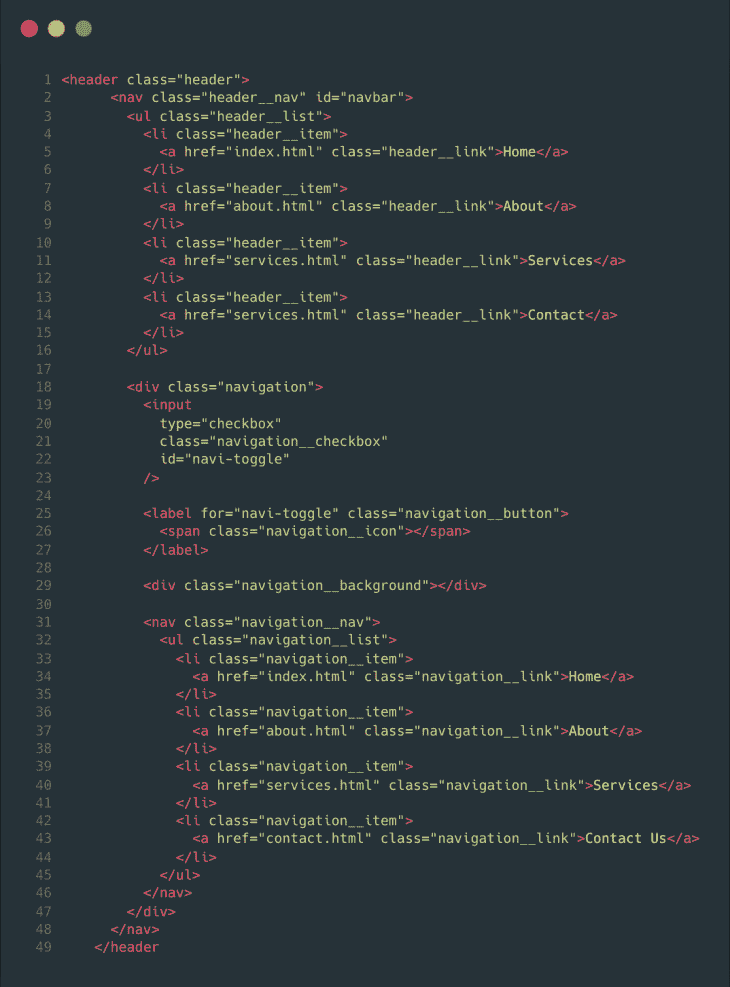 1 <header class="header">
2 <nav class="header__nav" id="navbar">
3 <ul class="header__list">
4 <li class="header__item">
5 <a href="index.html" class="header__link">Home</a>
6 </li>
7 <li class="header__item">
8 <a href="about.html" class="header__link">About</a>
9 </li>
10 <li class="header__item">
11 <a href="services.html" class="header__link">Services</a>
12 </li>
13 <li class="header__item">
14 <a href="services.html" class="header__link">Contact</a>
15 </li>
16 </ul>
17
18 <div class="navigation">
19 <input
20 type="checkbox"
21 class="navigation__checkbox"
22 id="navi-toggle"
23 />
24
25 <label for="navi-toggle" class="navigation__button">
26 <span class="navigation__icon"></span>
27 </label>
28
29 <div class="navigation__background"></div>
30
31 <nav class="navigation__nav">
32 <ul class="navigation__list">
33 <li class="navigation__item">
34 <a href="index.html" class="navigation__link">Home</a>
35 </li>
36 <li class="navigation__item">
37 <a href="about.html" class="navigation__link">About</a>
38 </li>
39 <li class="navigation__item">
40 <a href="services.html" class="navigation__link">Services</a>
41 </li>
42 <li class="navigation__item">
43 <a href="contact.html" class="navigation__link">Contact Us</a>
44 </li>
45 </ul>
46 </nav>
47 </div>
48 </nav>
49 </header